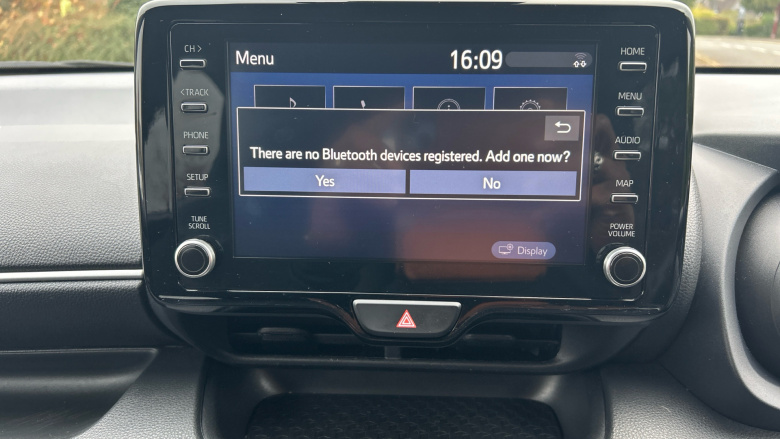 CH >
< TRACK
PHONE
SETUP
TUNE
SCROLL
Menu
16:09
There are no Bluetooth devices registered. Add one now?
Yes
No
Display
HOME
MENU
AUDIO
MAP
POWER
VOLUME